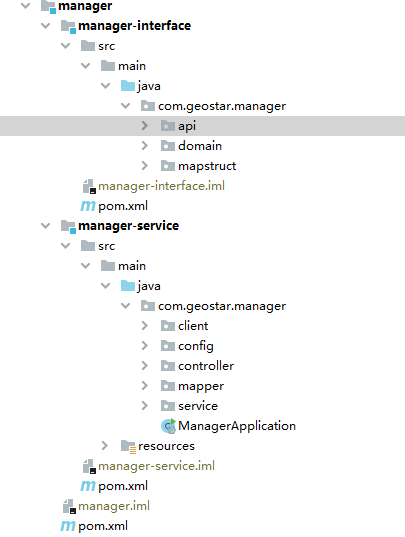 manager
manager-interface
src
main
java
com.geostar.manager
api
domain
mapstruct
manager-interface.iml
pom.xml
manager-service
src
main
java
com.geostar.manager
client
config
controller
mapper
service
ManagerApplication
resources
manager-service.iml
pom.xml
manager.iml
pom.xml